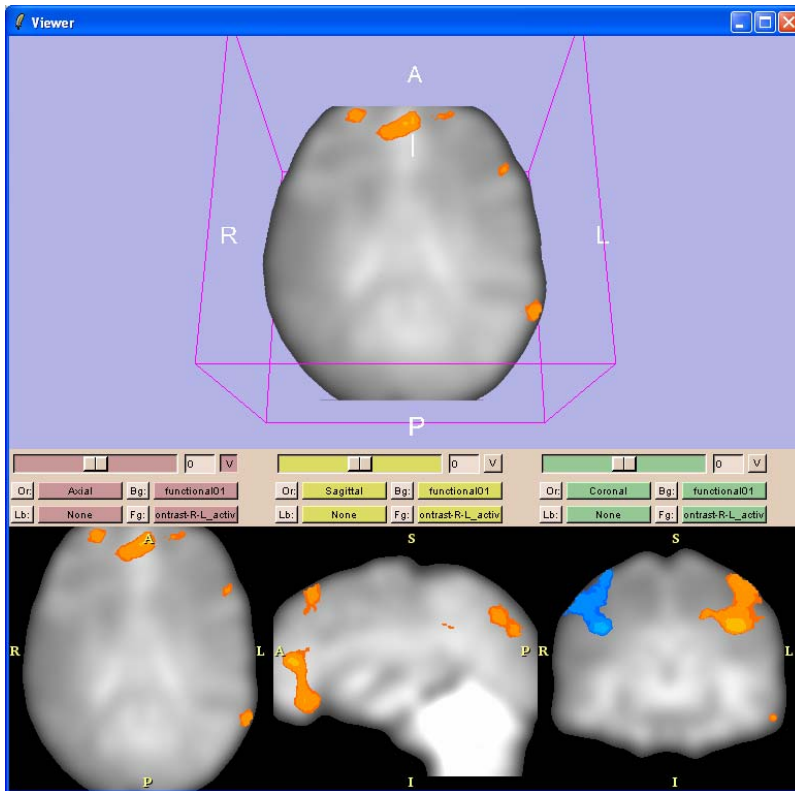 Viewer
A
R L
P
0 V 0 V 0
Or: Axial Bg: functional01 Or: Sagittal Bg: functional01 Or: Coronal Bg: functional01
Lb: None Fg: ontrast-R-L_activ Lb: None Fg: ontrast-R-L_activ Lb: None Fg: ontrast-R-L_activ
A S S
R L A P R L
P I I